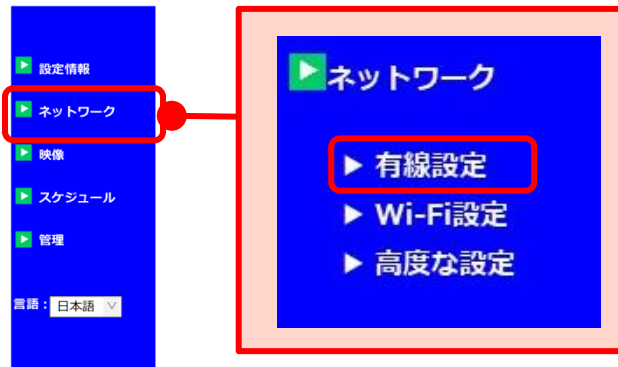 設定情報
ネットワーク
映像
スケジュール
管理
言語：日本語
ネットワーク
有線設定
Wi-Fi設定
高度な設定